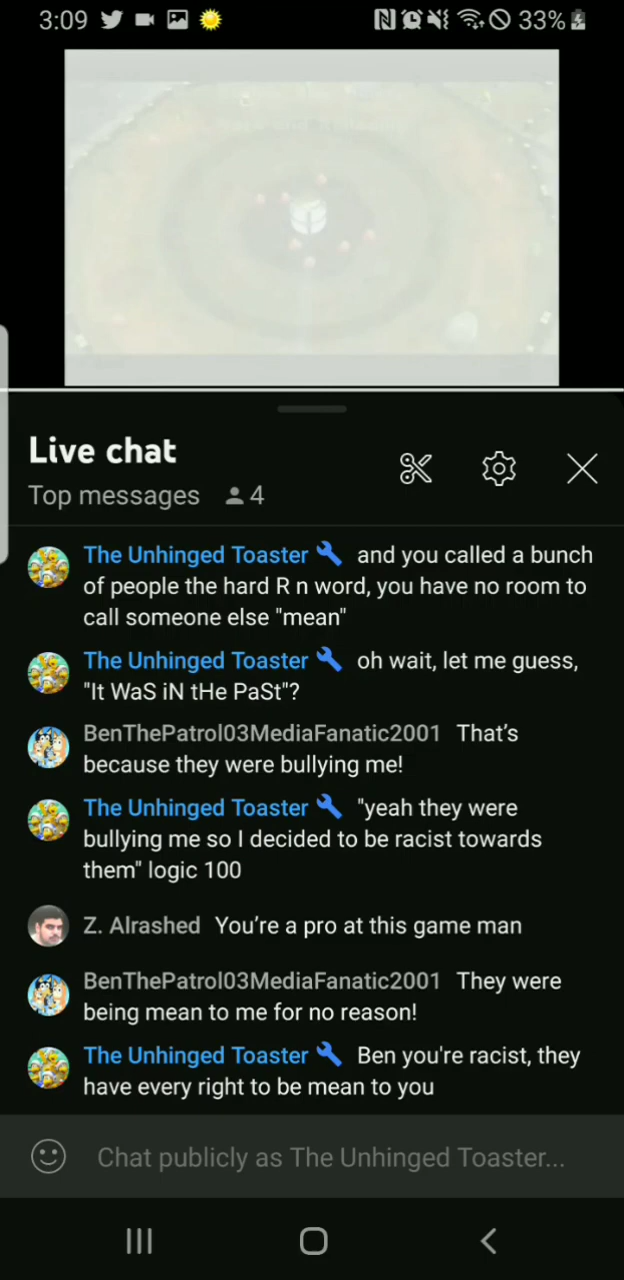 3:09
33%
Live chat
Top messages 4
The Unhinged Toaster and you called a bunch
of people the hard R n word, you have no room to
call someone else "mean"
The Unhinged Toaster oh wait, let me guess,
"It WaS iN tHe PaSt"?
BenThePatrol03MediaFanatic2001 That’s
because they were bullying me!
The Unhinged Toaster "yeah they were
bullying me so I decided to be racist towards
them" logic 100
Z. Alrashed You’re a pro at this game man
BenThePatrol03MediaFanatic2001 They were
being mean to me for no reason!
The Unhinged Toaster Ben you're racist, they
have every right to be mean to you
Chat publicly as The Unhinged Toaster...